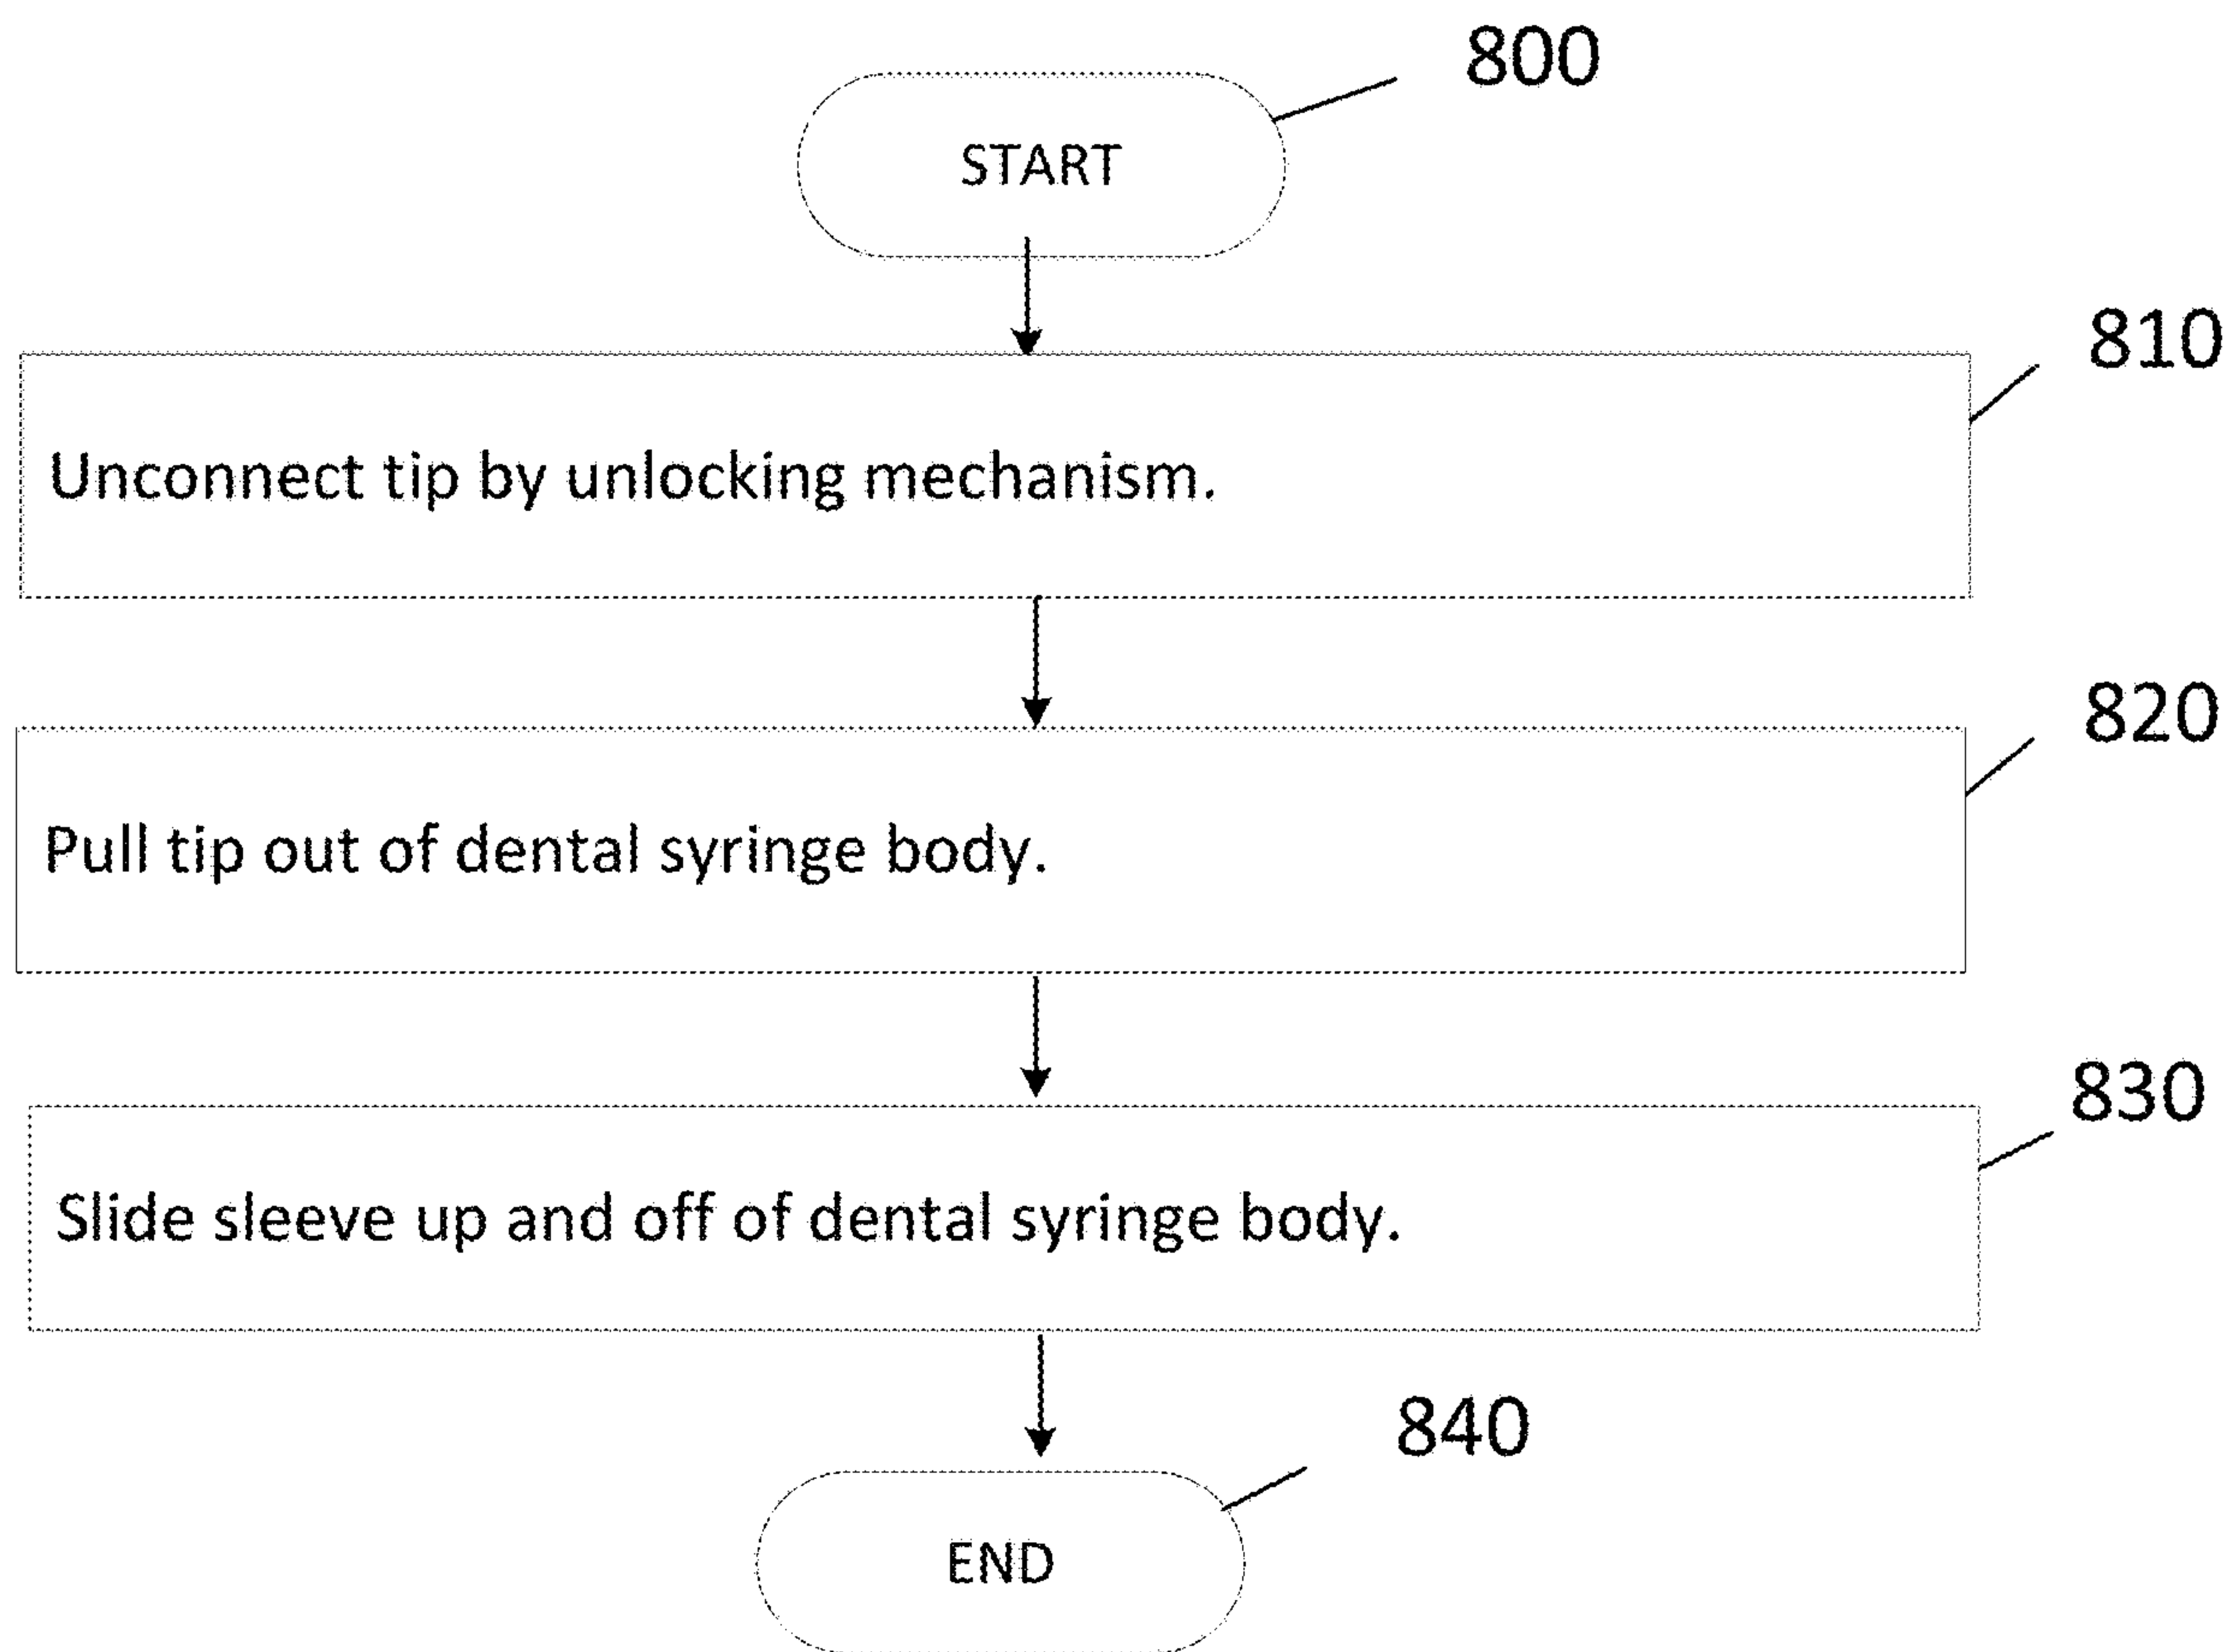 800
START
810
Unconnect tip by unlocking mechanism.
820
Pull tip out of dental syringe body.
830
Slide sleeve up and off of dental syringe body.
840
END